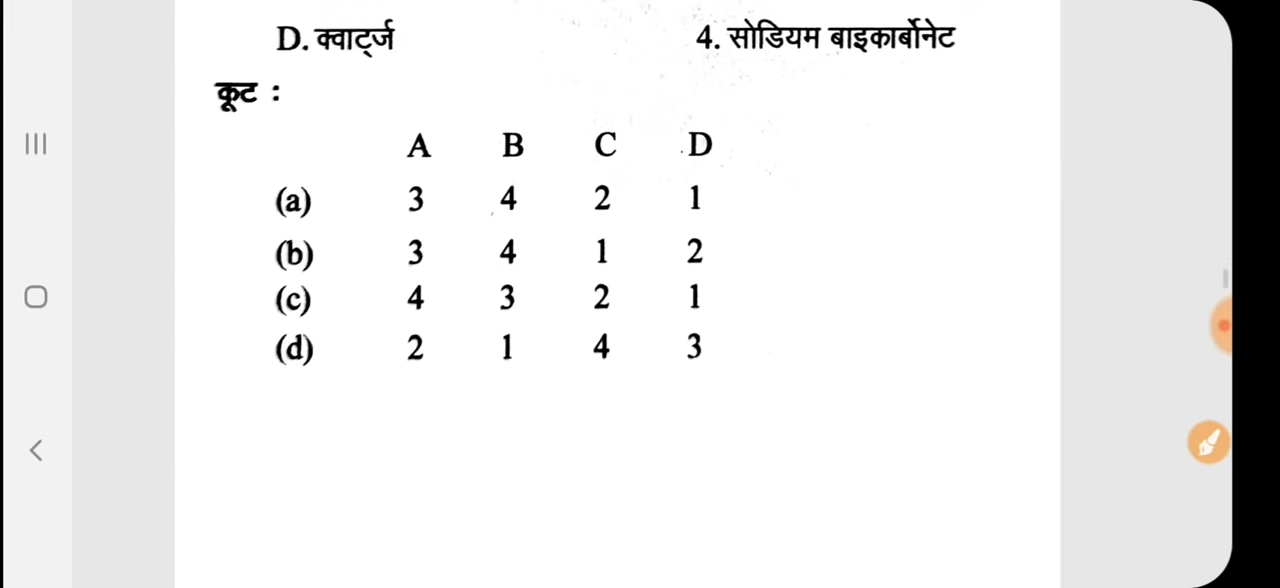 D. क्वार्ट्ज 4. सोडियम बाइकार्बोनेट
कूट :
A B C D
(a) 3 4 2 1
(b) 3 4 1 2
(c) 4 3 2 1
(d) 2 1 4 3